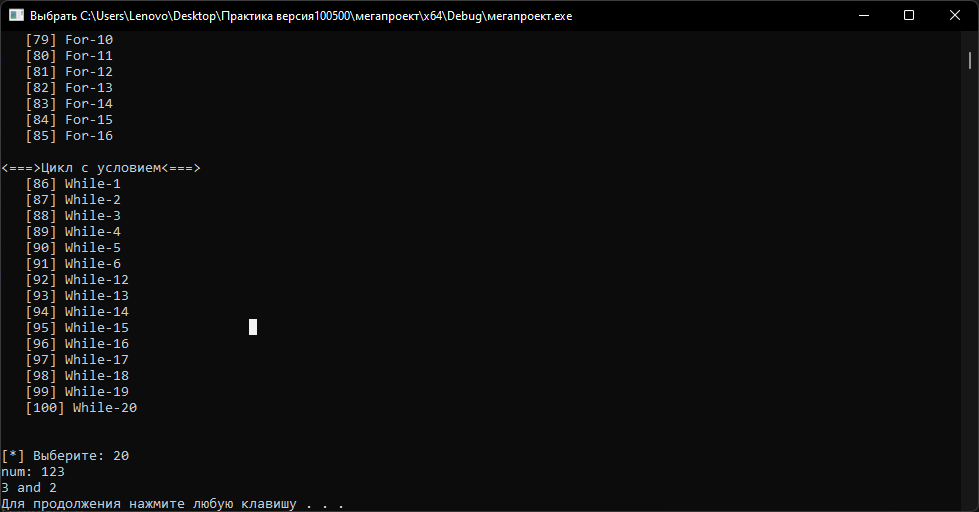 Выбрать C:\Users\Lenovo\Desktop\Практика версия100500\мегапроект\x64\Debug\мегапроект.exe
[79] For-10
[80] For-11
[81] For-12
[82] For-13
[83] For-14
[84] For-15
[85] For-16
<===>Цикл с условием<===>
[86] While-1
[87] While-2
[88] While-3
[89] While-4
[90] While-5
[91] While-6
[92] While-12
[93] While-13
[94] While-14
[95] While-15
[96] While-16
[97] While-17
[98] While-18
[99] While-19
[100] While-20
[*] Выберите: 20
num: 123
3 and 2
Для продолжения нажмите любую клавишу . . .